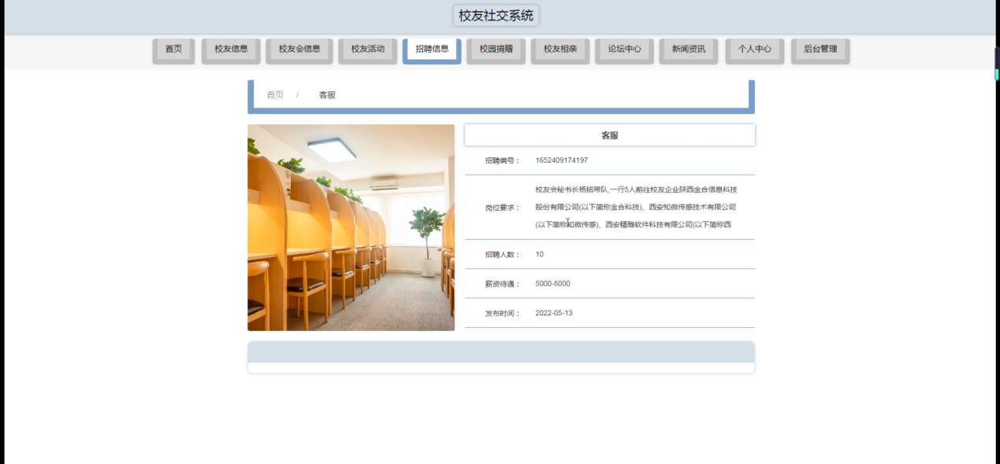 校友社交系统
首页 校友信息 校友会信息 校友活动 招聘信息 校园捐赠 校友相亲 论坛中心 新闻资讯 个人中心 后台管理
首页 / 客服
客服
招聘编号： 1652409174197
岗位要求： 校友会秘书长杨铭带队,一行5人前往校友企业陕西金合信息科技
股份有限公司(以下简称金合科技)、西安知微传感技术有限公司
(以下简称知微传感)、西安精雕软件科技有限公司(以下简称西
招聘人数： 10
薪资待遇： 5000-8000
发布时间： 2022-05-13